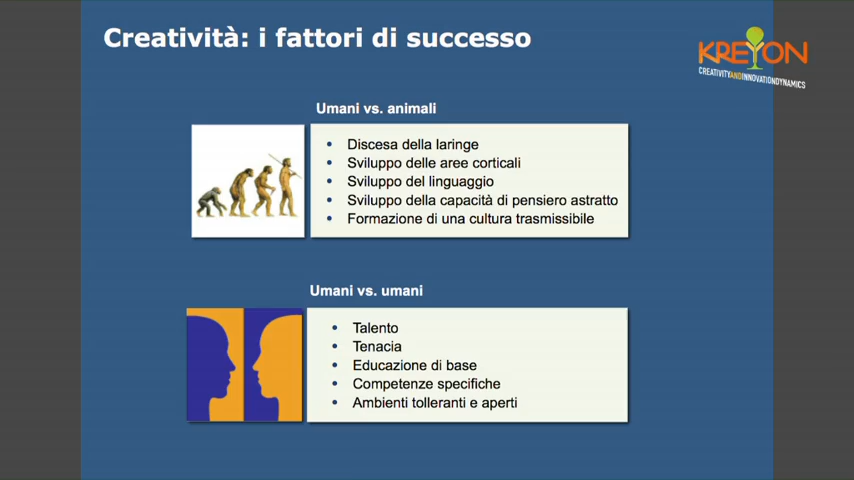 Creatività: i fattori di successo
KREYON
CREATIVITYANDINNOVATIONDYNAMICS
Umani vs. animali
• Discesa della laringe
• Sviluppo delle aree corticali
• Sviluppo del linguaggio
• Sviluppo della capacità di pensiero astratto
• Formazione di una cultura trasmissibile
Umani vs. umani
• Talento
• Tenacia
• Educazione di base
• Competenze specifiche
• Ambienti tolleranti e aperti